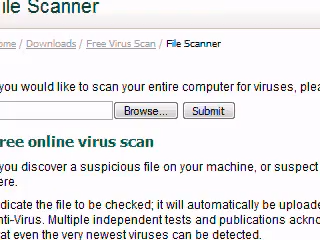 ile Scanner
ome / Downloads / Free Virus Scan / File Scanner
you would like to scan your entire computer for viruses, plea
Browse... Submit
ree online virus scan
you discover a suspicious file on your machine, or suspect
ere.
dicate the file to be checked; it will automatically be uploade
nti-Virus. Multiple independent tests and publications ackno
at even the very newest viruses can be detected.